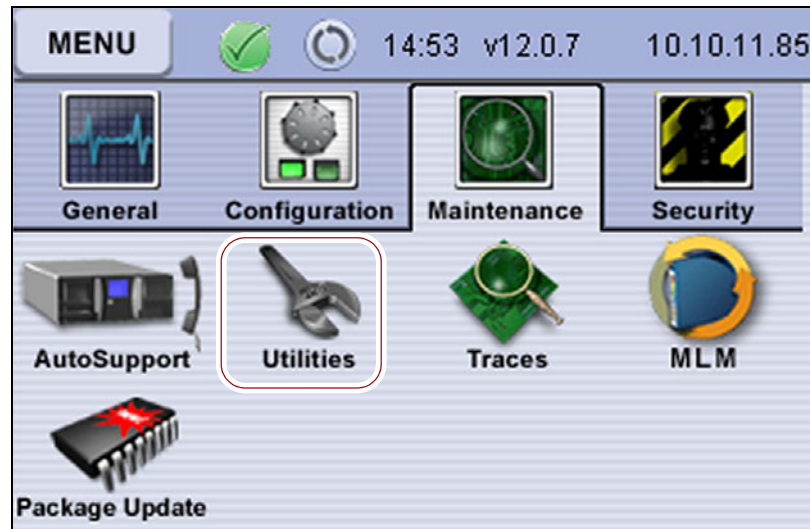 MENU 14:53 v12.0.7 10.10.11.85
General Configuration Maintenance Security
AutoSupport Utilities Traces MLM
Package Update